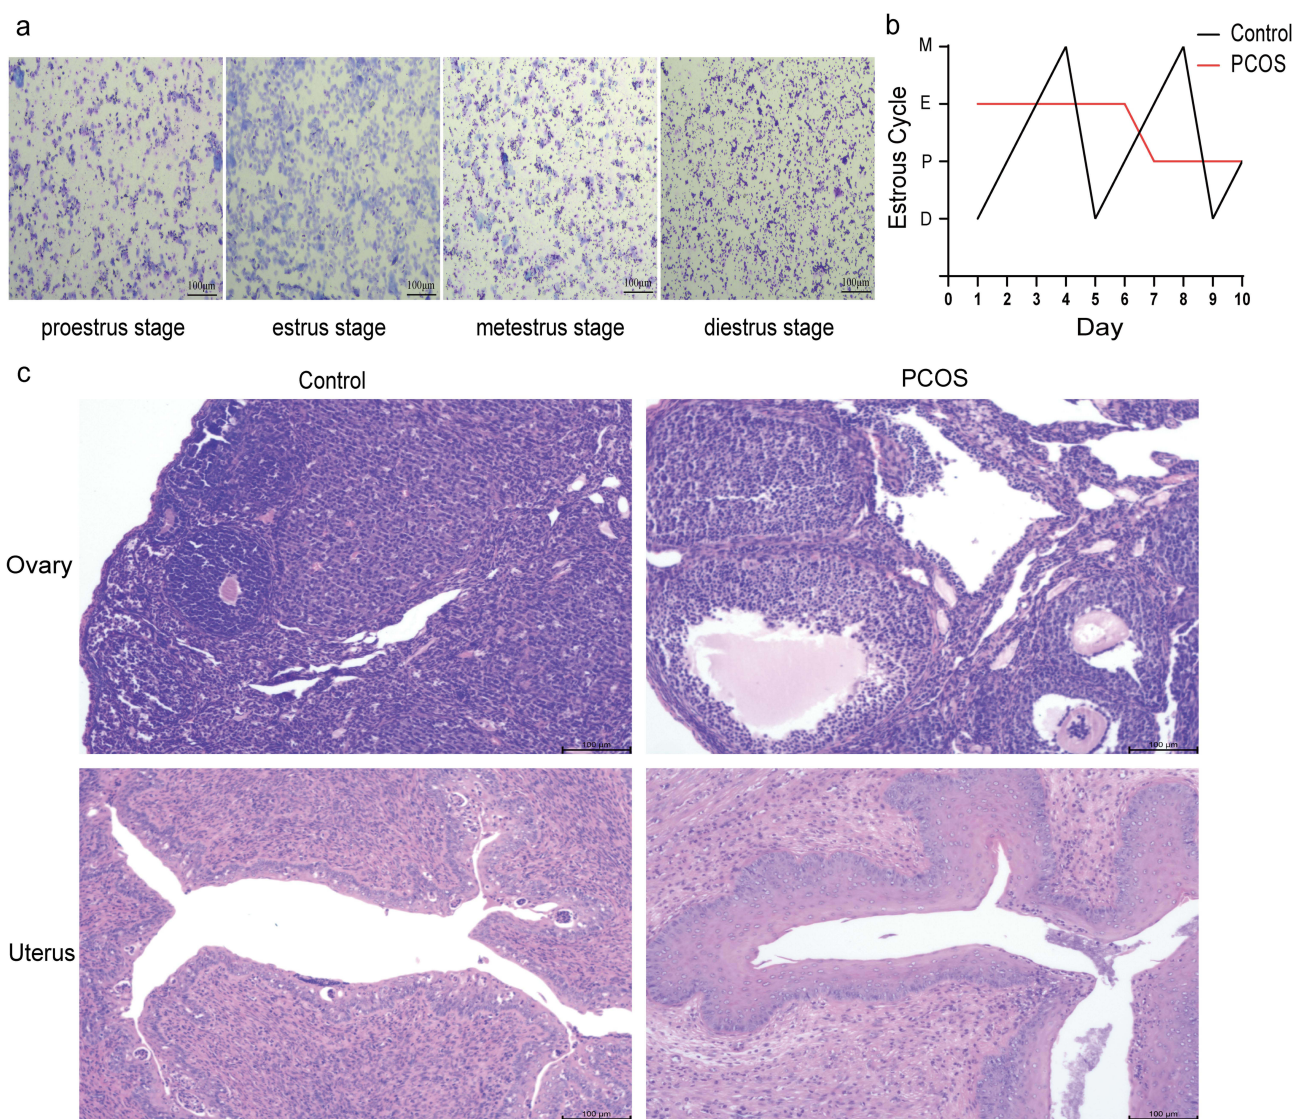 a
100μm
100μm
100μm
100μm
proestrus stage
estrus stage
metestrus stage
diestrus stage
b
Control
PCOS
Estrous Cycle
M
E
P
D
0 1 2 3 4 5 6 7 8 9 10
Day
c
Control
PCOS
Ovary
100 μm
100 μm
Uterus
100 μm
100 μm